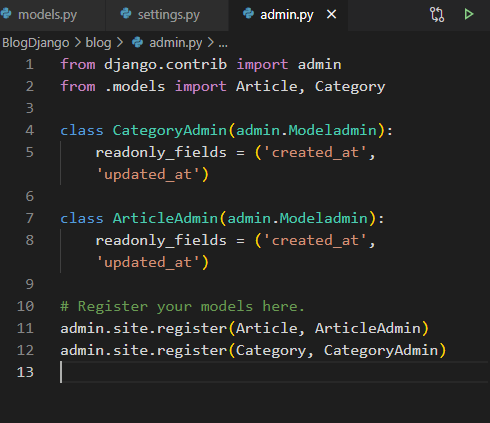 models.py settings.py admin.py ×
BlogDjango > blog > admin.py > ...
1 from django.contrib import admin
2 from .models import Article, Category
3
4 class CategoryAdmin(admin.Modeladmin):
5 readonly_fields = ('created_at',
'updated_at')
6
7 class ArticleAdmin(admin.Modeladmin):
8 readonly_fields = ('created_at',
'updated_at')
9
10 # Register your models here.
11 admin.site.register(Article, ArticleAdmin)
12 admin.site.register(Category, CategoryAdmin)
13